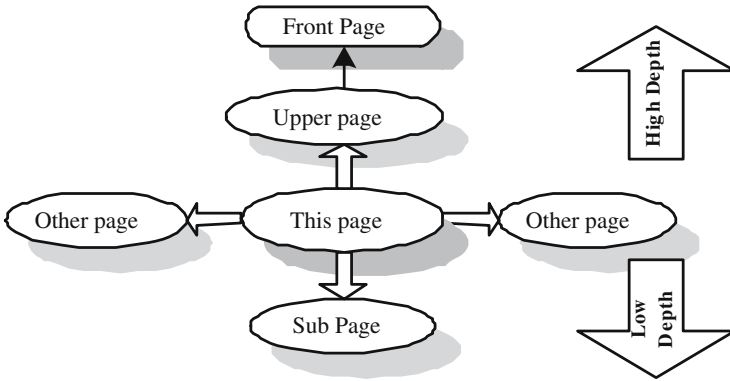 Front Page
High Depth
Upper page
Other page
This page
Other page
Sub Page
Low
Depth